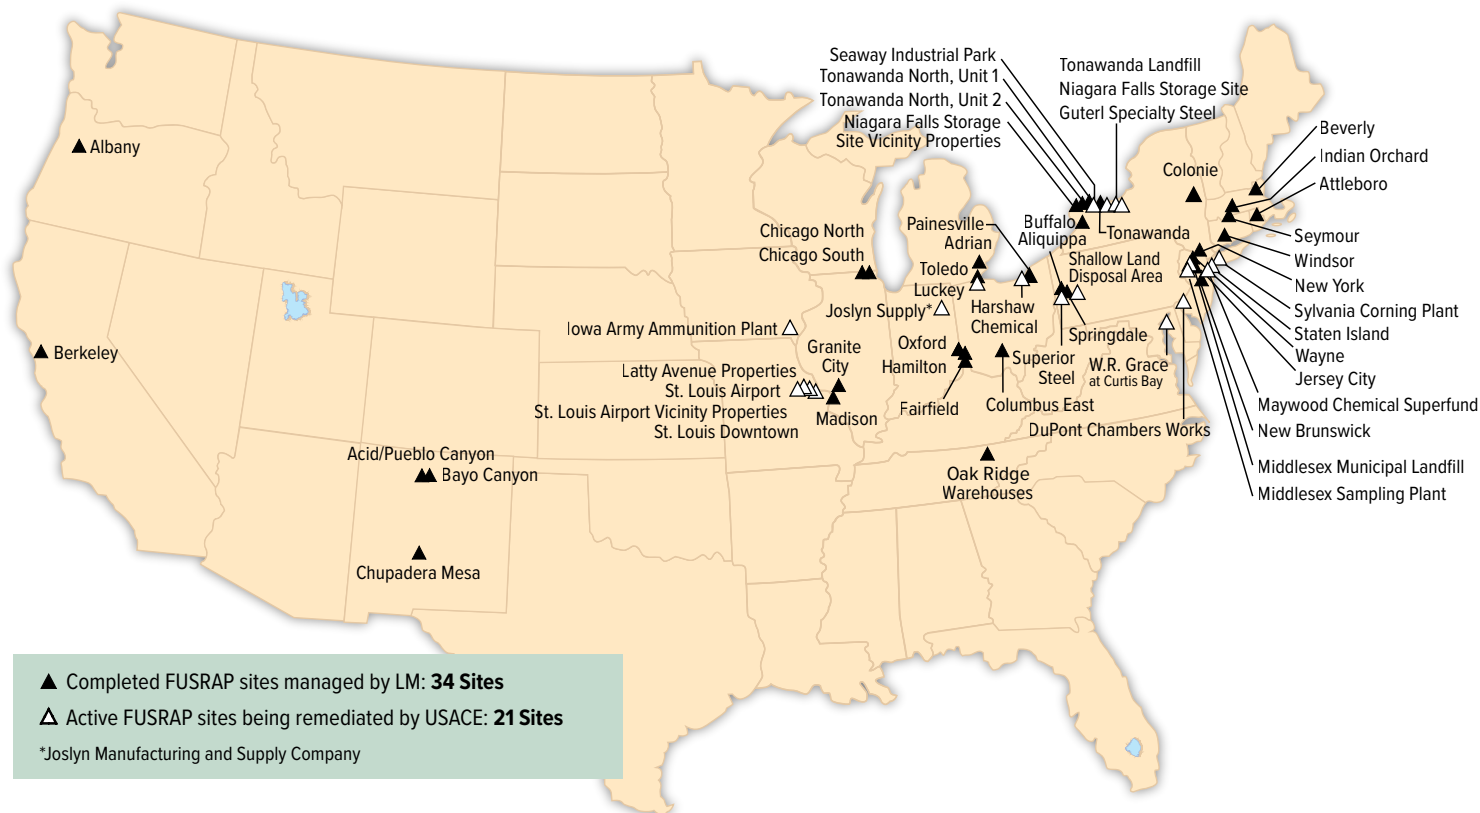 Seaway Industrial Park
Tonawanda North, Unit 1
Tonawanda North, Unit 2
Niagara Falls Storage
Site Vicinity Properties
Tonawanda Landfill
Niagara Falls Storage Site
Guterl Specialty Steel
Beverly
Indian Orchard
Attleboro
Colonie
Albany
Seymour
Windsor
New York
Sylvania Corning Plant
Staten Island
Wayne
Jersey City
Maywood Chemical Superfund
New Brunswick
Middlesex Municipal Landfill
Middlesex Sampling Plant
Chicago North
Chicago South
Painesville
Adrian
Toledo
Luckey
Joslyn Supply*
Buffalo
Aliquippa
Tonawanda
Shallow Land
Disposal Area
Harshaw
Chemical
Springdale
Superior
Steel
W.R. Grace
at Curtis Bay
DuPont Chambers Works
Iowa Army Ammunition Plant
Granite
City
Oxford
Hamilton
Fairfield
Columbus East
Berkeley
Latty Avenue Properties
St. Louis Airport
St. Louis Airport Vicinity Properties
St. Louis Downtown
Madison
Acid/Pueblo Canyon
Bayo Canyon
Oak Ridge
Warehouses
Chupadera Mesa
Completed FUSRAP sites managed by LM: 34 Sites
Active FUSRAP sites being remediated by USACE: 21 Sites
*Joslyn Manufacturing and Supply Company